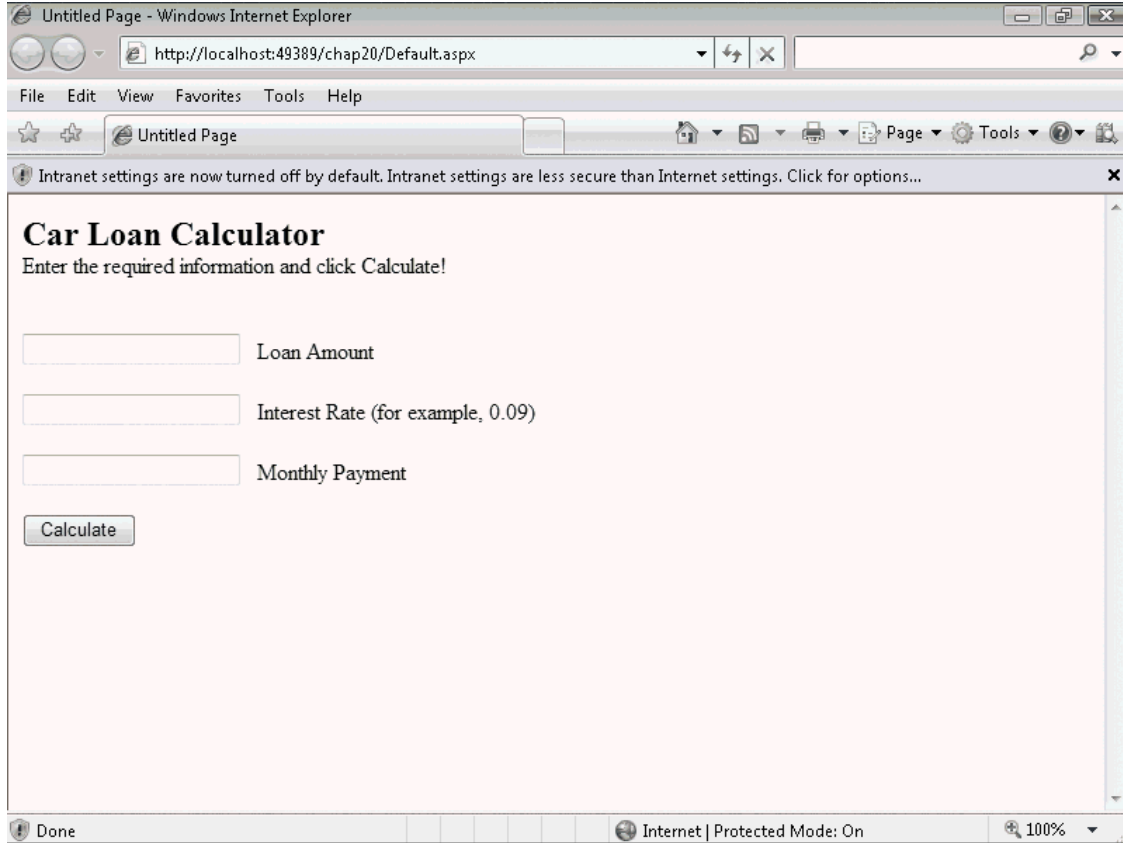 Untitled Page - Windows Internet Explorer
http://localhost:49389/chap20/Default.aspx
File Edit View Favorites Tools Help
Untitled Page
Page Tools
Intranet settings are now turned off by default. Intranet settings are less secure than Internet settings. Click for options...
Car Loan Calculator
Enter the required information and click Calculate!
Loan Amount
Interest Rate (for example, 0.09)
Monthly Payment
Calculate
Done Internet | Protected Mode: On 100%